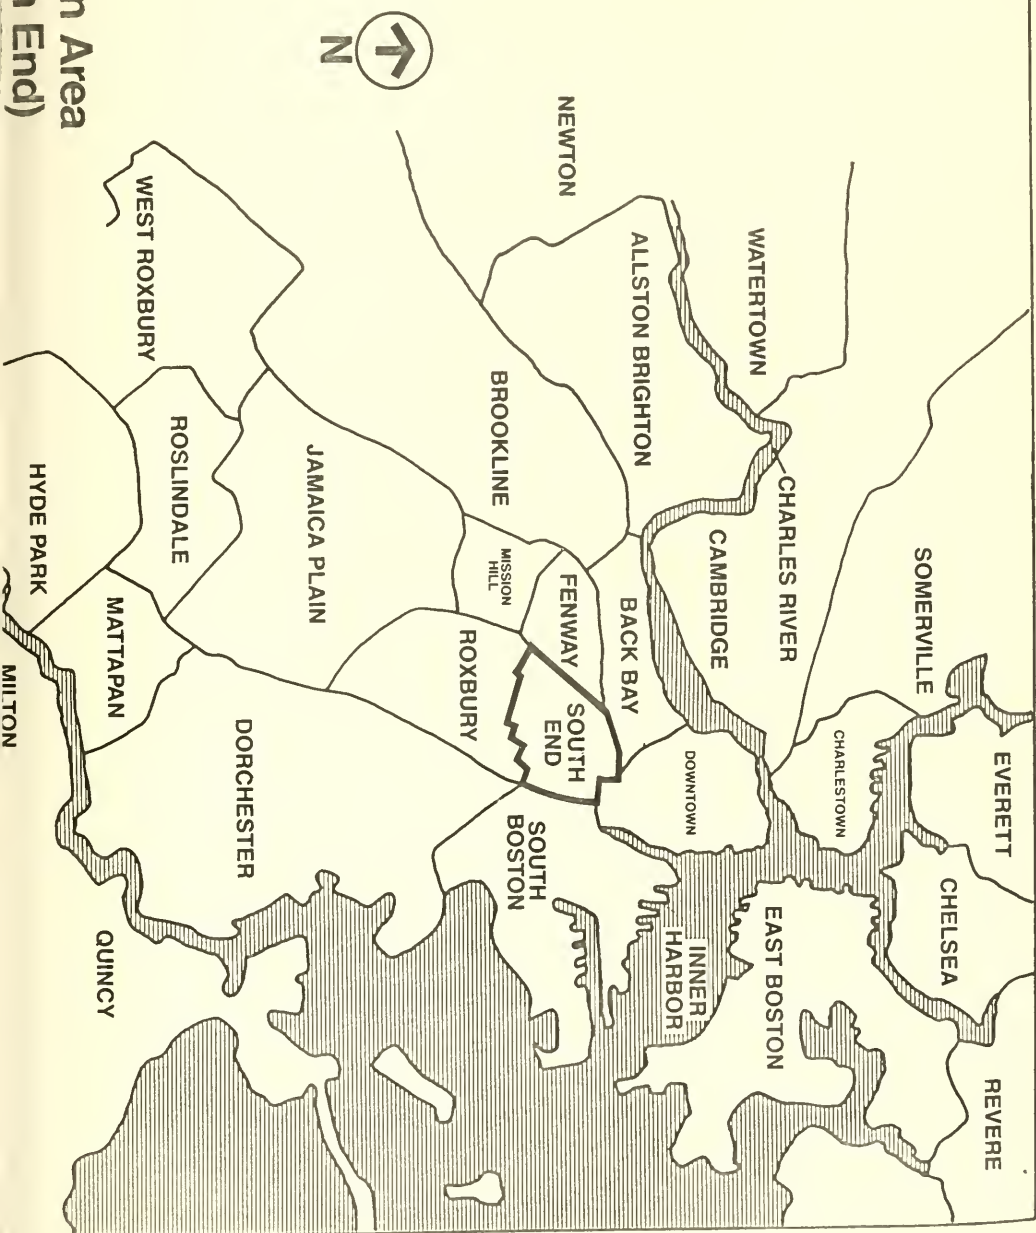 EVERETT
REVERE
CHELSEA
SOMERVILLE
CHARLESTOWN
CHARLES RIVER
EAST BOSTON
WATERTOWN
CAMBRIDGE
INNER
HARBOR
DOWNTOWN
ALLSTON BRIGHTON
BACK BAY
SOUTH
END
FENWAY
NEWTON
SOUTH
BOSTON
BROOKLINE
MISSION
HILL
ROXBURY
N
JAMAICA PLAIN
DORCHESTER
ROSLINDALE
WEST ROXBURY
MATTAPAN
QUINCY
HYDE PARK
MILTON
n Area
End)